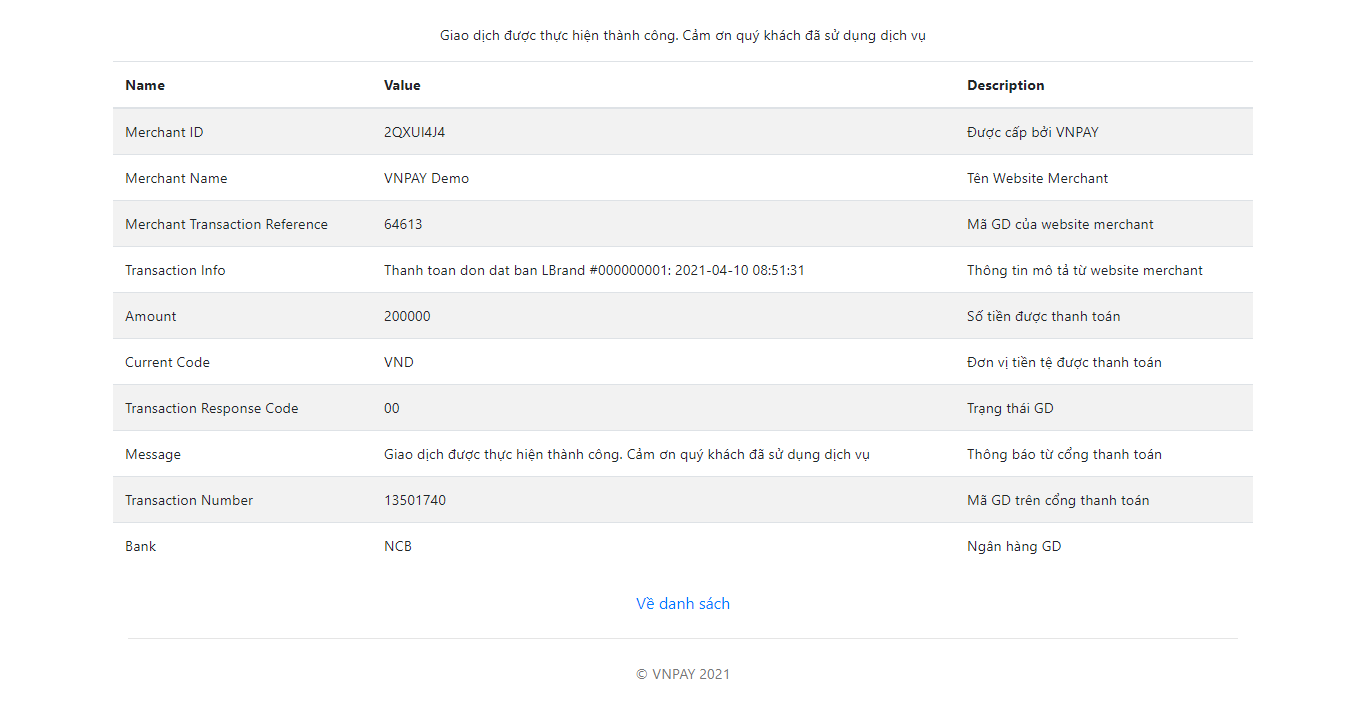 Giao dịch được thực hiện thành công. Cảm ơn quý khách đã sử dụng dịch vụ
Name Value Description
Merchant ID 2QXUI4J4 Được cấp bởi VNPAY
Merchant Name VNPAY Demo Tên Website Merchant
Merchant Transaction Reference 64613 Mã GD của website merchant
Transaction Info Thanh toan don dat ban LBrand #000000001: 2021-04-10 08:51:31 Thông tin mô tả từ website merchant
Amount 200000 Số tiền được thanh toán
Current Code VND Đơn vị tiền tệ được thanh toán
Transaction Response Code 00 Trạng thái GD
Message Giao dịch được thực hiện thành công. Cảm ơn quý khách đã sử dụng dịch vụ Thông báo từ cổng thanh toán
Transaction Number 13501740 Mã GD trên cổng thanh toán
Bank NCB Ngân hàng GD
Về danh sách
© VNPAY 2021